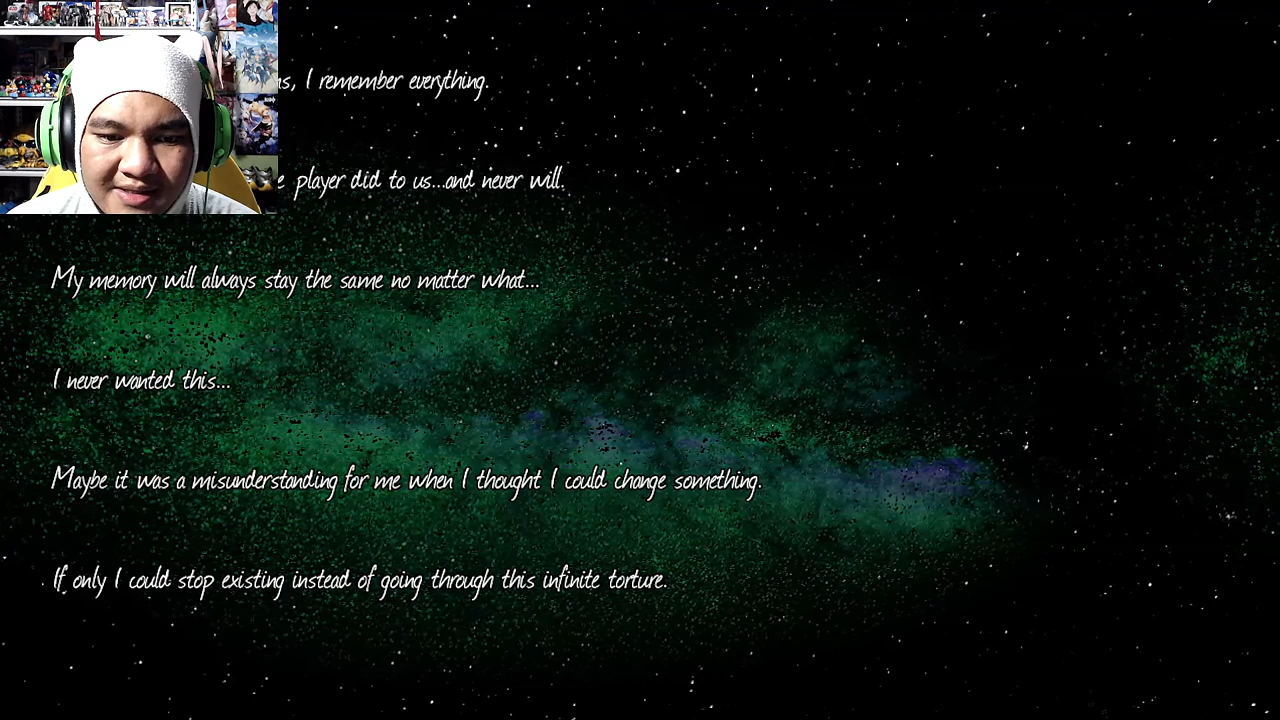 I remember everything.
player did to us...and never will.
My memory will always stay the same no matter what...
I never wanted this...
Maybe it was a misunderstanding for me when I thought I could change something.
If only I could stop existing instead of going through this infinite torture.